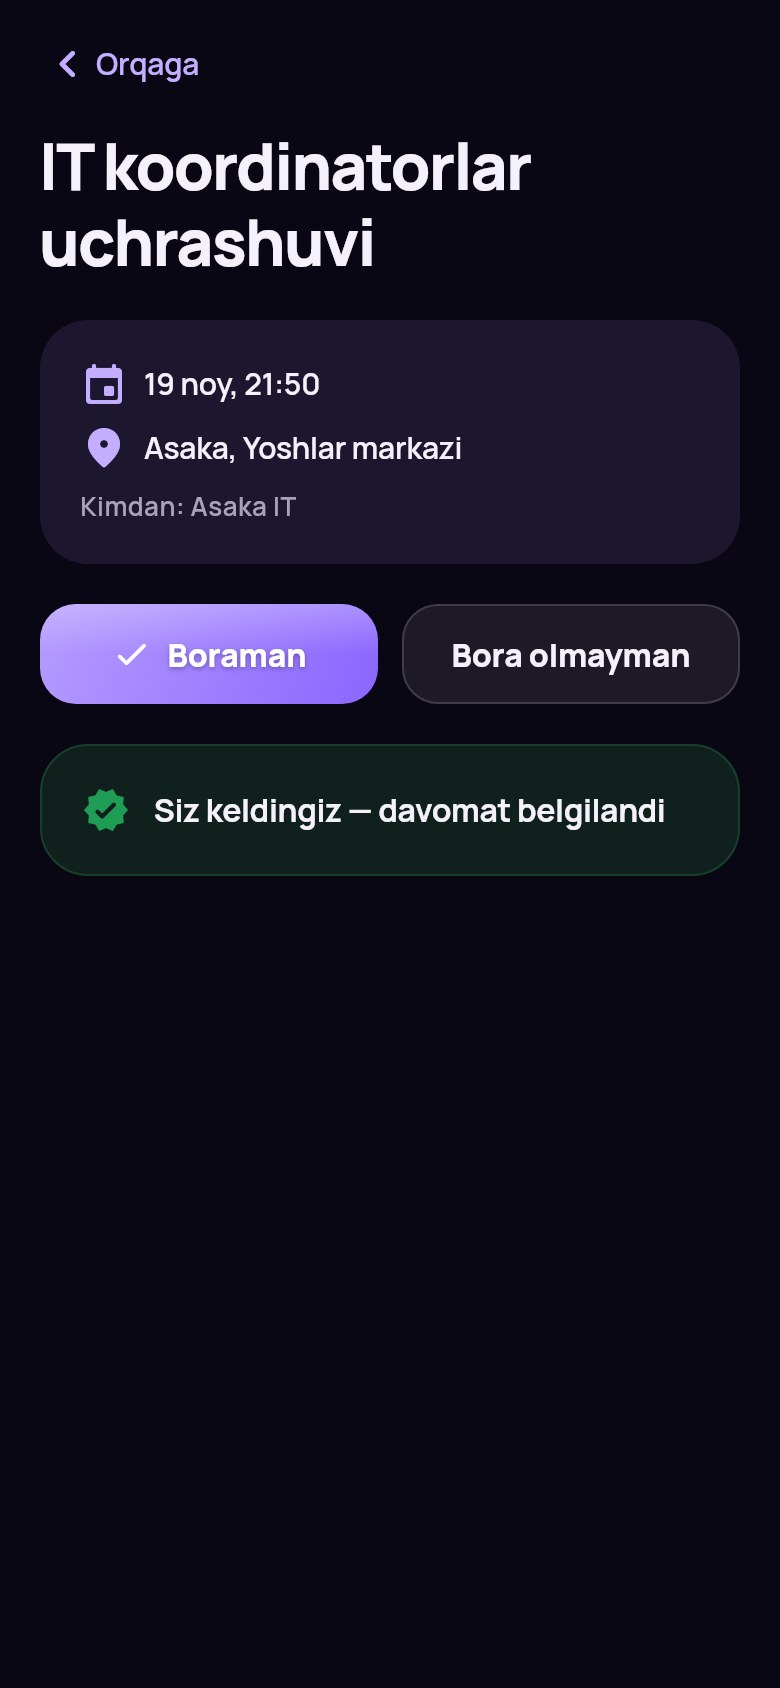 Orqaga
IT koordinatorlar
uchrashuvi
19 noy, 21:50
Asaka, Yoshlar markazi
Kimdan: Asaka IT
Boraman
Bora olmayman
Siz keldingiz — davomat belgilandi